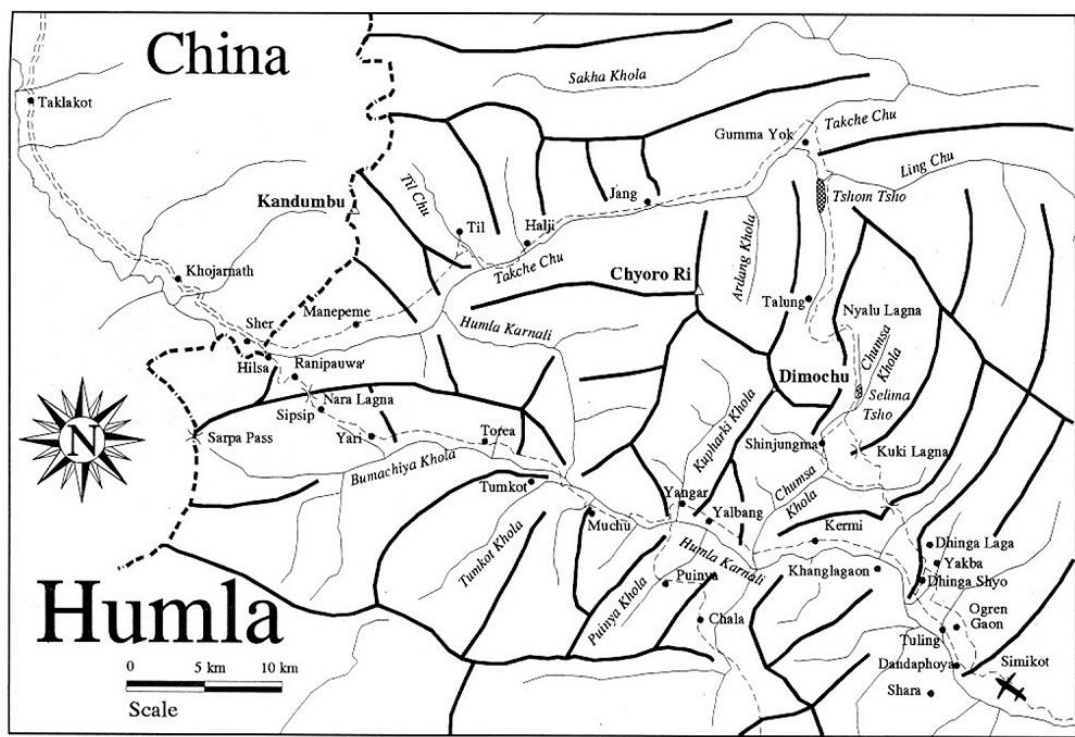 China
Taklakot
Sakha Khola
Takche Chu
Gumma Yok
Ling Chu
Tshom Tsho
Til Chu
Kandumbu
Jang
Til
Halji
Takche Chu
Ardang Khola
Khojarnath
Chyoro Ri
Talung
Manepeme
Nyalu Lagna
Sher
Humla Karnali
Chumsa
Khola
Hilsa
Ranipauwa
Dimochu
Selima
Tsho
Nara Lagna
Sipsip
Kupharki Khola
N
Sarpa Pass
Yari
Torea
Shinjungma
Kuki Lagna
Bumachiya Khola
Tumkot
Chumsa
Khola
Yangar
Yalbang
Muchu
Kermi
Tumkot Khola
Humla Karnali
Dhinga Laga
Yakba
Khanglagaon
Dhinga Shyo
Puinya
Puinya Khola
Humla
Chala
Ogren
Gaon
Tuling
0 5 km 10 km
Dandaphoya
Simikot
Shara
Scale